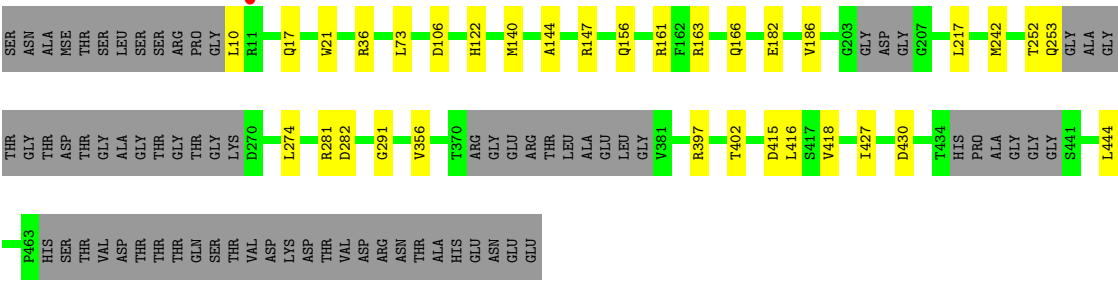 SER ASN ALA MSE THR SER LEU SER SER ARG PRO GLY L10 R11 Q17 W21 R36 L73 D106 H122 M140 A144 R147 Q156 R161 F162 R163 Q166 E182 V186 G203 GLY ASP GLY G207 L217 M242 T252 Q253 GLY ALA GLY
THR GLY THR ASP THR GLY ALA GLY THR GLY THR GLY LYS D270 L274 R281 D282 G291 V356 T370 ARG GLY GLU ARG THR LEU ALA GLU LEU GLY V381 R397 T402 D415 L416 S417 V418 I427 D430 T434 HIS PRO ALA GLY GLY GLY S441 L444
P463 HIS SER THR VAL ASP THR THR THR GLN SER THR VAL ASP LYS ASP THR VAL ASP ARG ASN THR ALA HIS GLU ASN GLU GLU